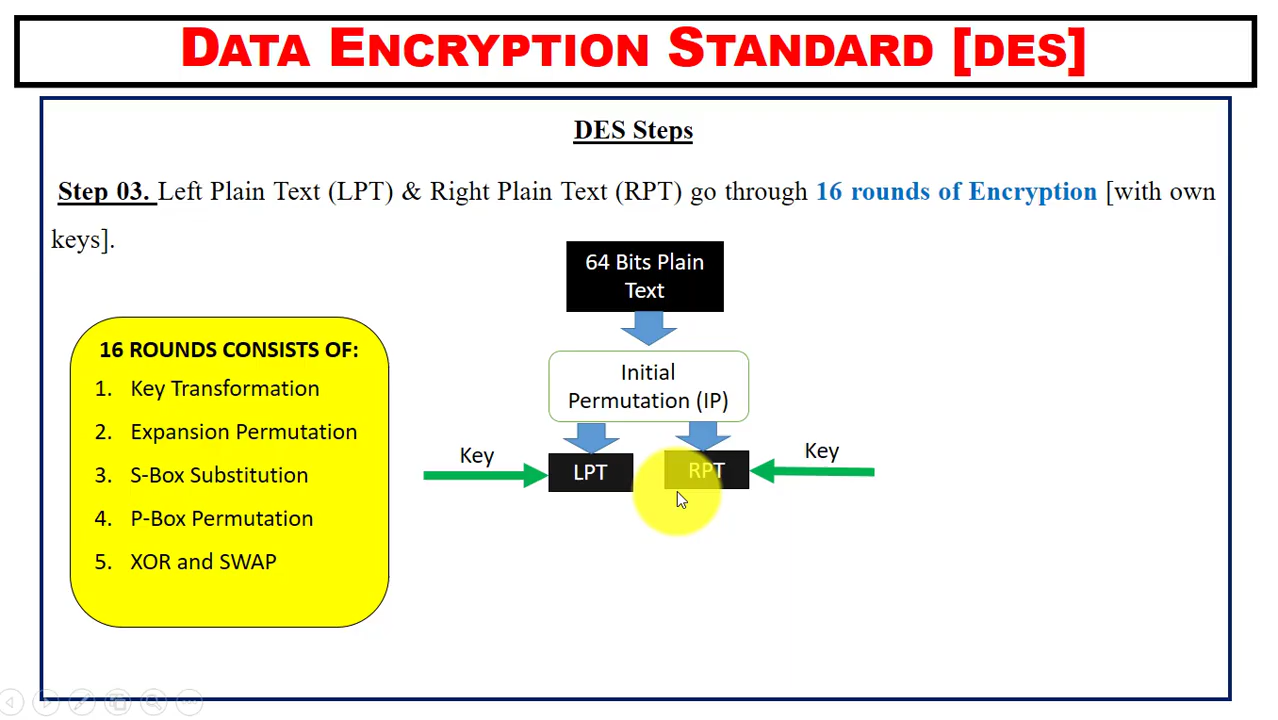 DATA ENCRYPTION STANDARD [DES]
DES Steps
Step 03. Left Plain Text (LPT) & Right Plain Text (RPT) go through 16 rounds of Encryption [with own
keys].
64 Bits Plain
Text
16 ROUNDS CONSISTS OF:
1. Key Transformation
2. Expansion Permutation
3. S-Box Substitution
4. P-Box Permutation
5. XOR and SWAP
Initial
Permutation (IP)
Key
LPT
RPT
Key